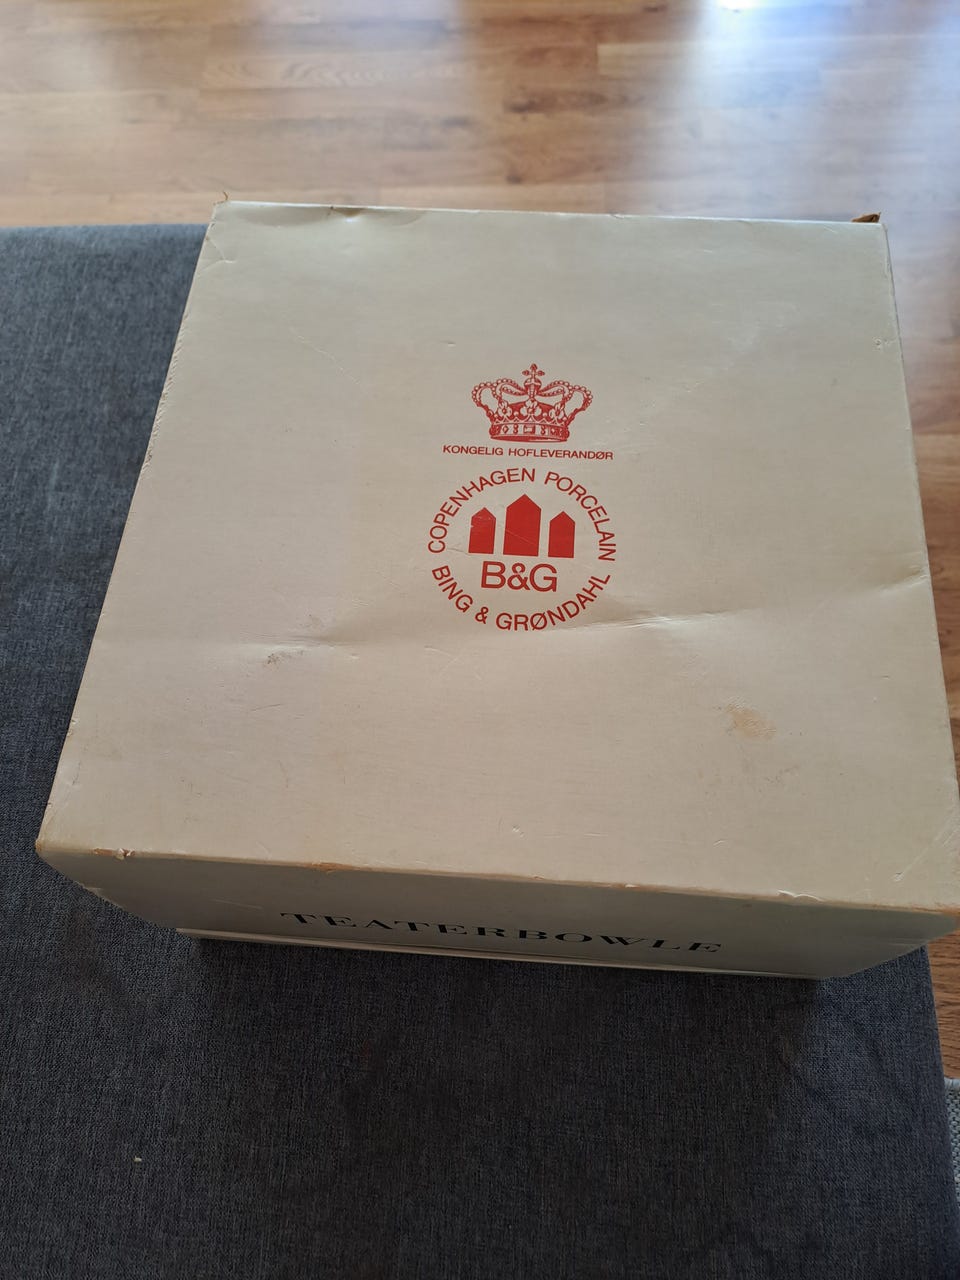 KONGELIG HOFLEVERANDØR
COPENHAGEN PORCELAIN
B&G
BING & GRØNDAHL
TEATERBOWLE